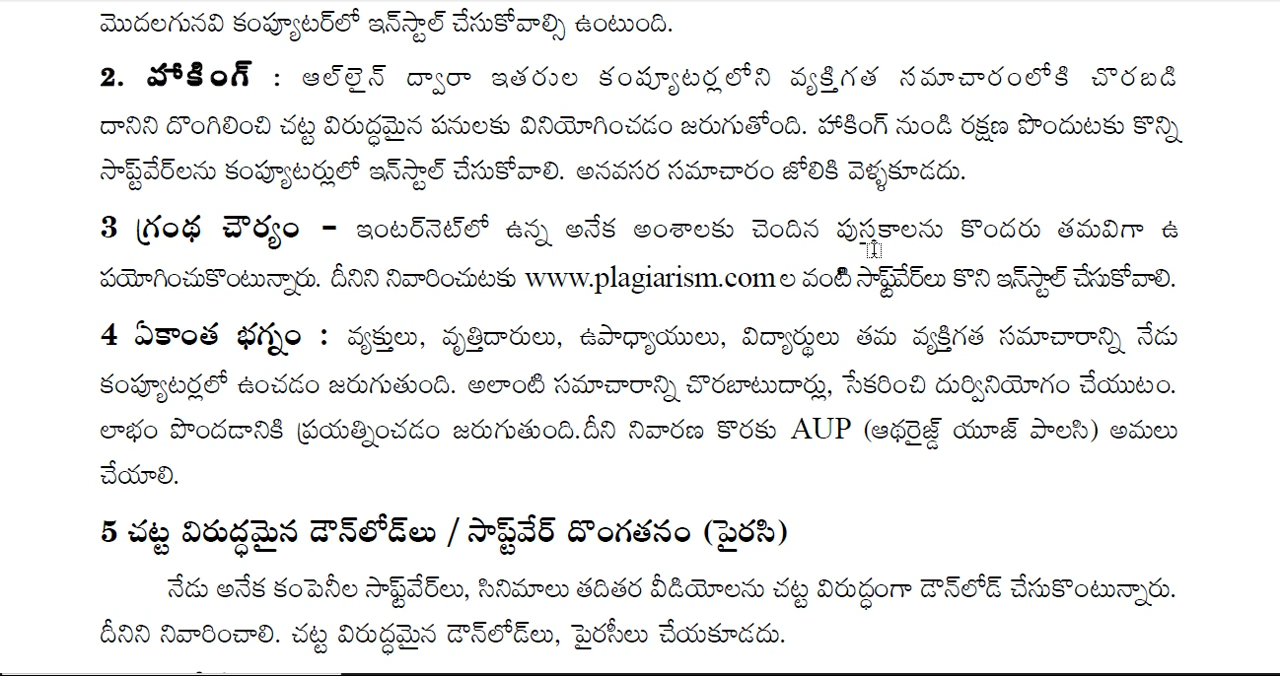 మొదలగునవి కంప్యూటర్‌లో ఇన్‌స్టాల్ చేసుకోవాల్సి ఉంటుంది.
2. హాకింగ్ : ఆల్‌లైన్ ద్వారా ఇతరుల కంప్యూటర్లలోని వ్యక్తిగత సమాచారంలోకి చొరబడి
దానిని దొంగిలించి చట్ట విరుద్ధమైన పనులకు వినియోగించడం జరుగుతోంది. హాకింగ్ నుండి రక్షణ పొందుటకు కొన్ని
సాఫ్ట్‌వేర్‌లను కంప్యూటర్లులో ఇన్‌స్టాల్ చేసుకోవాలి. అనవసర సమాచారం జోలికి వెళ్ళకూడదు.
3 గ్రంథ చౌర్యం – ఇంటర్‌నెట్‌లో ఉన్న అనేక అంశాలకు చెందిన పుస్తకాలను కొందరు తమవిగా ఉ
పయోగించుకొంటున్నారు. దీనిని నివారించుటకు www.plagiarism.com ల వంటి సాఫ్ట్‌వేర్‌లు కొని ఇన్‌స్టాల్ చేసుకోవాలి.
4 ఏకాంత భగ్నం : వ్యక్తులు, వృత్తిదారులు, ఉపాధ్యాయులు, విద్యార్థులు తమ వ్యక్తిగత సమాచారాన్ని నేడు
కంప్యూటర్లలో ఉంచడం జరుగుతుంది. అలాంటి సమాచారాన్ని చొరబాటుదార్లు, సేకరించి దుర్వినియోగం చేయుటం.
లాభం పొందడానికి ప్రయత్నించడం జరుగుతుంది.దీని నివారణ కొరకు AUP (ఆథరైజ్డ్ యూజ్ పాలసి) అమలు
చేయాలి.
5 చట్ట విరుద్ధమైన డౌన్‌లోడ్‌లు / సాఫ్ట్‌వేర్ దొంగతనం (పైరసి)
నేడు అనేక కంపెనీల సాఫ్ట్‌వేర్‌లు, సినిమాలు తదితర వీడియోలను చట్ట విరుద్ధంగా డౌన్‌లోడ్ చేసుకొంటున్నారు.
దీనిని నివారించాలి. చట్ట విరుద్ధమైన డౌన్‌లోడ్‌లు, పైరసీలు చేయకూడదు.